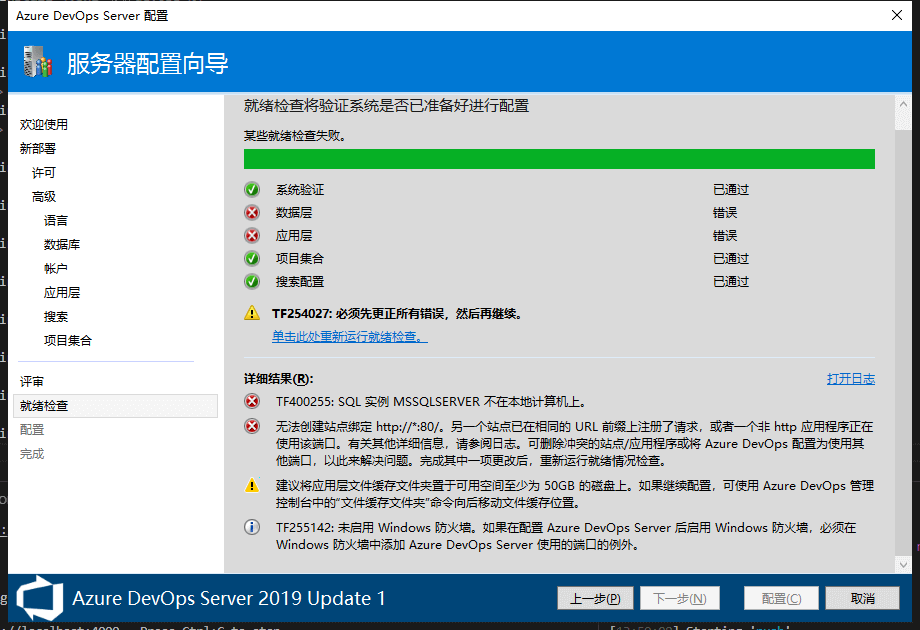 Azure DevOps Server 配置
服务器配置向导
欢迎使用
新部署
许可
高级
语言
数据库
帐户
应用层
搜索
项目集合
评审
就绪检查
配置
完成
就绪检查将验证系统是否已准备好进行配置
某些就绪检查失败。
系统验证 已通过
数据层 错误
应用层 错误
项目集合 已通过
搜索配置 已通过
TF254027: 必须先更正所有错误，然后再继续。
单击此处重新运行就绪检查。
详细结果(R): 打开日志
TF400255: SQL 实例 MSSQLSERVER 不在本地计算机上。
无法创建站点绑定 http://*:80/。另一个站点已在相同的 URL 前缀上注册了请求，或者一个非 http 应用程序正在
使用该端口。有关其他详细信息，请参阅日志。可删除冲突的站点/应用程序或将 Azure DevOps 配置为使用其
他端口，以此来解决问题。完成其中一项更改后，重新运行就绪情况检查。
建议将应用层文件缓存文件夹置于可用空间至少为 50GB 的磁盘上。如果继续配置，可使用 Azure DevOps 管理
控制台中的“文件缓存文件夹”命令向后移动文件缓存位置。
TF255142: 未启用 Windows 防火墙。如果在配置 Azure DevOps Server 后启用 Windows 防火墙，必须在
Windows 防火墙中添加 Azure DevOps Server 使用的端口的例外。
Azure DevOps Server 2019 Update 1
上一步(P) 下一步(N) 配置(C) 取消